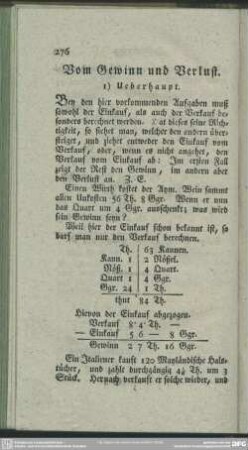 276
Vom Gewinn und Verlust.
1) Ueberhaupt.
Bey den hier vorkommenden Aufgaben muß
sowohl der Einkauf, als auch der Verkauf be-
sonders berechnet werden. Hat dieses seine Rich-
tigkeit, so siehet man, welcher den andern über-
steiget, und ziehet entweder den Einkauf vom
Verkauf, oder, wenn es nicht angehet, den
Verkauf vom Einkauf ab: Im ersten Fall
zeigt der Rest den Gewinn, im andern aber
den Verlust an. Z. E.
Einen Wirth kostet der Aym. Wein sammt
allen Unkosten 56 Th. 8 Ggr. Wenn er nun
das Quart um 4 Ggr. ausschenkt; was wird
sein Gewinn seyn?
Weil hier der Einkauf schon bekannt ist, so
darf man nur den Verkauf berechnen.
Th. | 63 Kannen.
Kann. 1 | 2 Nößel.
Nöß. 1 | 4 Quart.
Quart 1 | 4 Ggr.
Ggr. 24 | 1 Th.
thut | 84 Th.
Hievon der Einkauf abgezogen.
Verkauf 84 Th. —
— Einkauf 56 — 8 Ggr.
Gewinn 27 Th. 16 Ggr.
Ein Italiener kauft 120 Mayländische Hals-
tücher, und zahlt durchgängig 4½ Th. um 3
Stück. Hernach verkauft er solche wieder, und